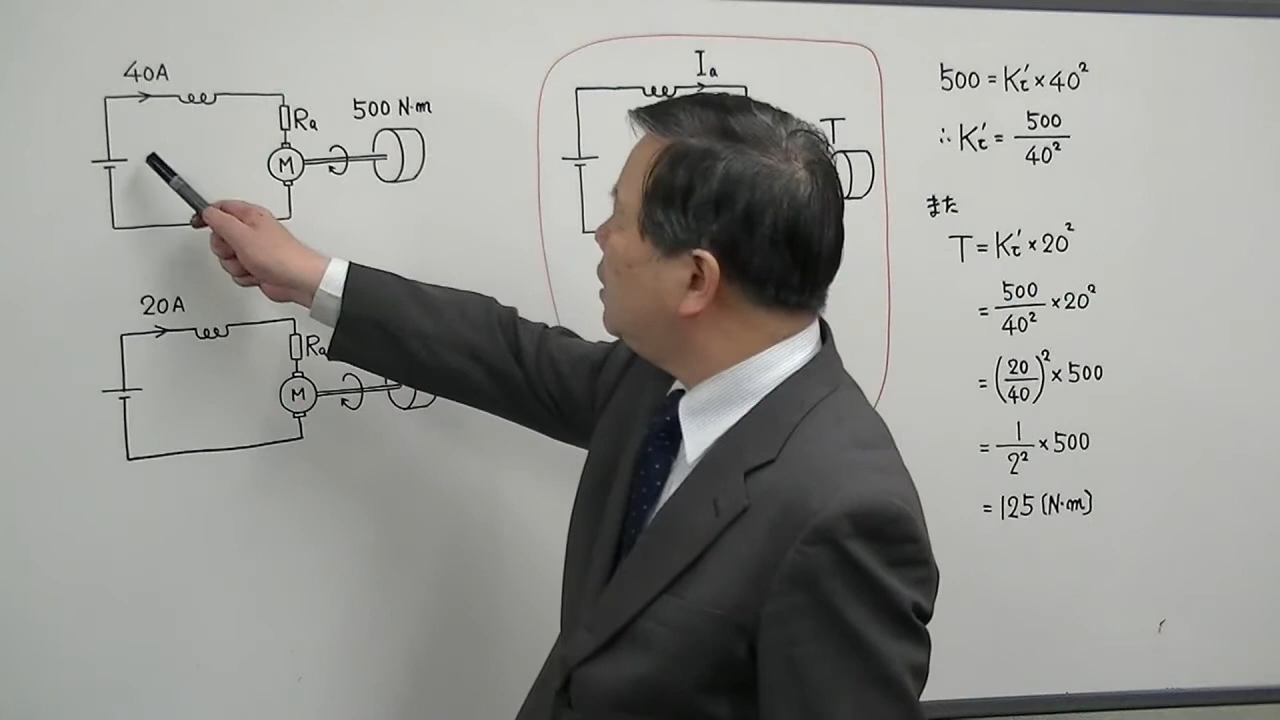 40A
Ra
M
500 N·m
20A
Ra
M
Ia
T
500 = Kτ′ × 40²
∴ Kτ′ = 500/40²
また
T = Kτ′ × 20²
= 500/40² × 20²
= (20/40)² × 500
= 1/2² × 500
= 125 [N·m]